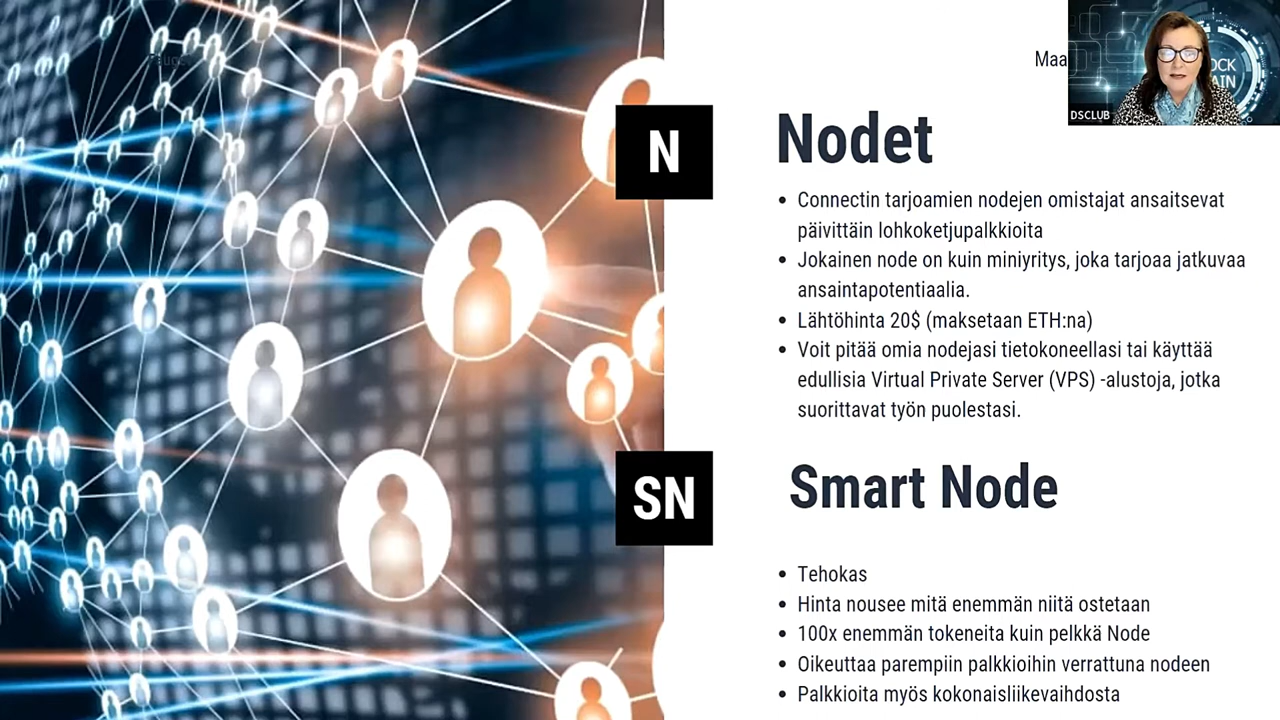 Maa
OCK
AIN
DSCLUB
N
Nodet
• Connectin tarjoamien nodejen omistajat ansaitsevat
päivittäin lohkoketjupalkkioita
• Jokainen node on kuin miniyritys, joka tarjoaa jatkuvaa
ansaintapotentiaalia.
• Lähtöhinta 20$ (maksetaan ETH:na)
• Voit pitää omia nodejasi tietokoneellasi tai käyttää
edullisia Virtual Private Server (VPS) -alustoja, jotka
suorittavat työn puolestasi.
SN
Smart Node
• Tehokas
• Hinta nousee mitä enemmän niitä ostetaan
• 100x enemmän tokeneita kuin pelkkä Node
• Oikeuttaa parempiin palkkioihin verrattuna nodeen
• Palkkioita myös kokonaisliikevaihdosta